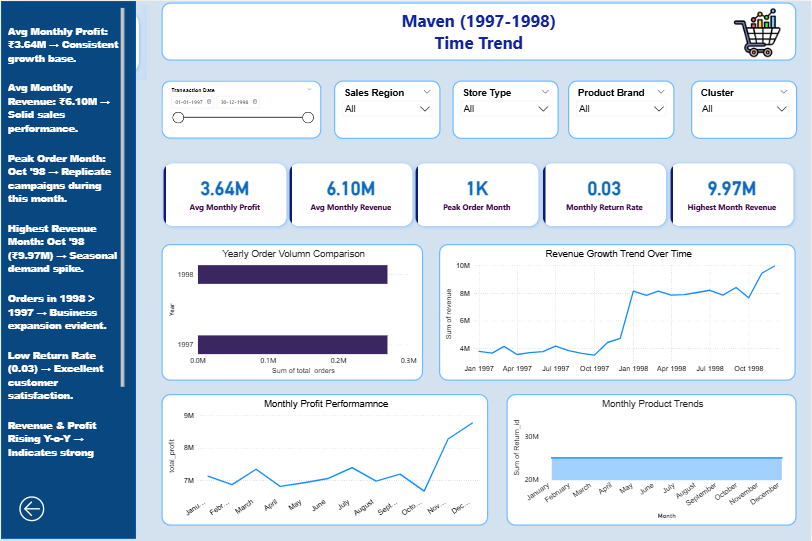 Avg Monthly Profit:
₹3.64M → Consistent
growth base.
Avg Monthly
Revenue: ₹6.10M →
Solid sales
performance.
Peak Order Month:
Oct '98 → Replicate
campaigns during
this month.
Highest Revenue
Month: Oct '98
(₹9.97M) → Seasonal
demand spike.
Orders in 1998 >
1997 → Business
expansion evident.
Low Return Rate
(0.03) → Excellent
customer
satisfaction.
Revenue & Profit
Rising Y-o-Y →
Indicates strong
Maven (1997-1998)
Time Trend
Transaction Date
01-01-1997 30-12-1998
Sales Region
All
Store Type
All
Product Brand
All
Cluster
All
3.64M
Avg Monthly Profit
6.10M
Avg Monthly Revenue
1K
Peak Order Month
0.03
Monthly Return Rate
9.97M
Highest Month Revenue
Yearly Order Volumn Comparison
Year
1998
1997
0.0M 0.1M 0.2M 0.3M
Sum of total_orders
Revenue Growth Trend Over Time
Sum of revenue
10M
8M
6M
4M
Jan 1997 Apr 1997 Jul 1997 Oct 1997 Jan 1998 Apr 1998 Jul 1998 Oct 1998
Monthly Profit Performamnce
total_profit
9M
8M
7M
Janu... Febr... March April May June July August Sept... Octo... Nov... Dec...
Monthly Product Trends
Sum of Return_id
30M
20M
January February March April May June July August September October November December
Month